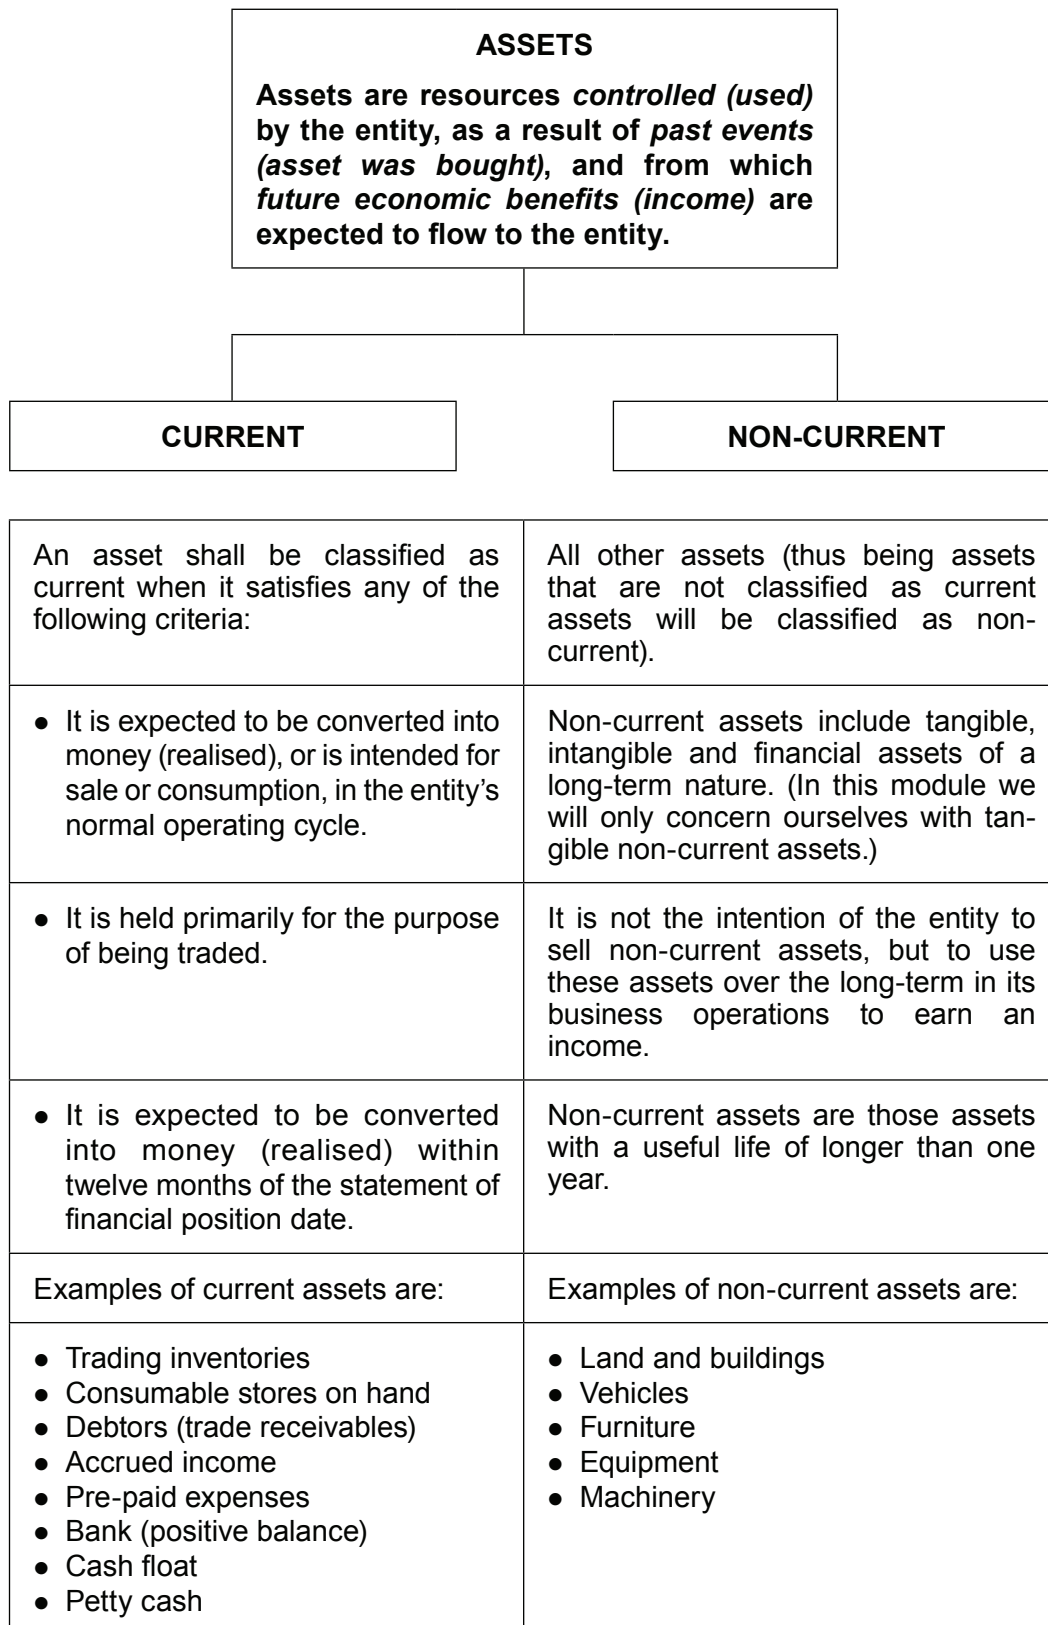 ASSETS
Assets are resources controlled (used)
by the entity, as a result of past events
(asset was bought), and from which
future economic benefits (income) are
expected to flow to the entity.
CURRENT
NON-CURRENT
An asset shall be classified as
current when it satisfies any of the
following criteria:
All other assets (thus being assets
that are not classified as current
assets will be classified as non-
current).
● It is expected to be converted into
money (realised), or is intended for
sale or consumption, in the entity's
normal operating cycle.
Non-current assets include tangible,
intangible and financial assets of a
long-term nature. (In this module we
will only concern ourselves with tan-
gible non-current assets.)
● It is held primarily for the purpose
of being traded.
It is not the intention of the entity to
sell non-current assets, but to use
these assets over the long-term in its
business operations to earn an
income.
● It is expected to be converted
into money (realised) within
twelve months of the statement of
financial position date.
Non-current assets are those assets
with a useful life of longer than one
year.
Examples of current assets are:
Examples of non-current assets are:
● Trading inventories
● Consumable stores on hand
● Debtors (trade receivables)
● Accrued income
● Pre-paid expenses
● Bank (positive balance)
● Cash float
● Petty cash
● Land and buildings
● Vehicles
● Furniture
● Equipment
● Machinery